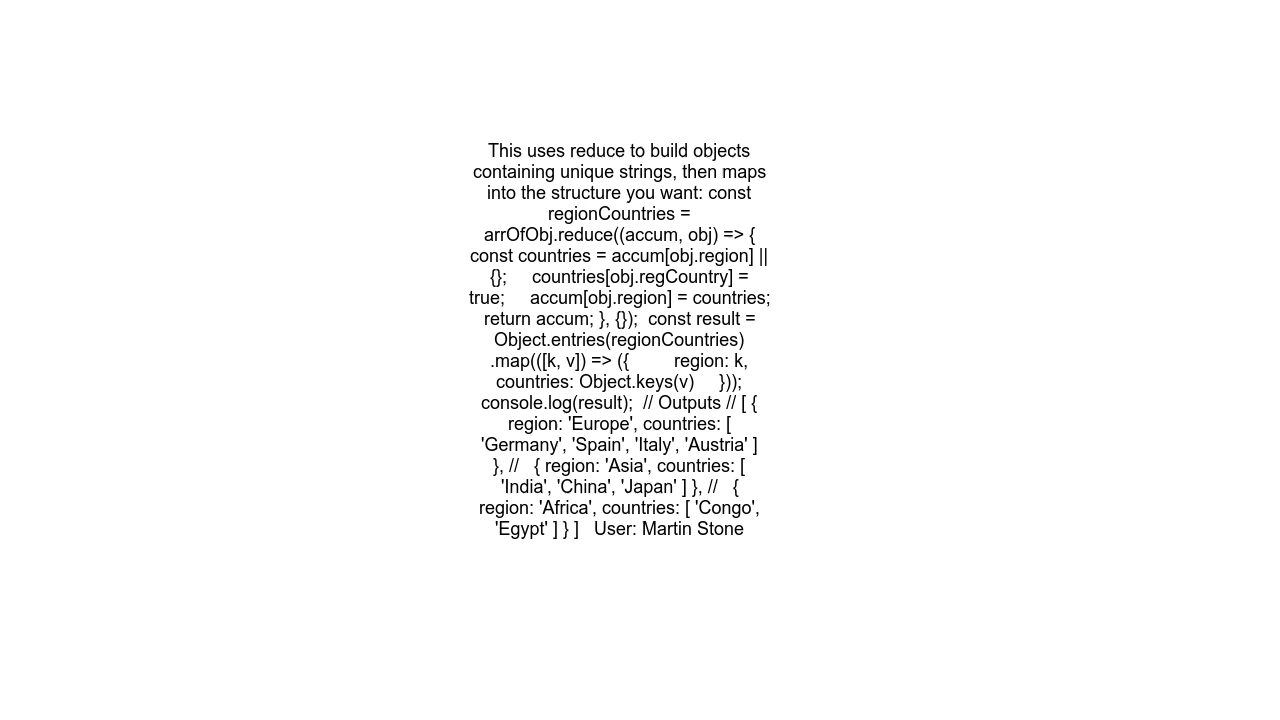 This uses reduce to build objects
containing unique strings, then maps
into the structure you want: const
regionCountries =
arrOfObj.reduce((accum, obj) => {
const countries = accum[obj.region] ||
{};     countries[obj.regCountry] =
true;     accum[obj.region] = countries;
return accum; }, {});  const result =
Object.entries(regionCountries)
.map(([k, v]) => ({         region: k,
countries: Object.keys(v)     }));
console.log(result);  // Outputs // [ {
region: 'Europe', countries: [
'Germany', 'Spain', 'Italy', 'Austria' ]
}, //   { region: 'Asia', countries: [
'India', 'China', 'Japan' ] }, //   {
region: 'Africa', countries: [ 'Congo',
'Egypt' ] } ]   User: Martin Stone